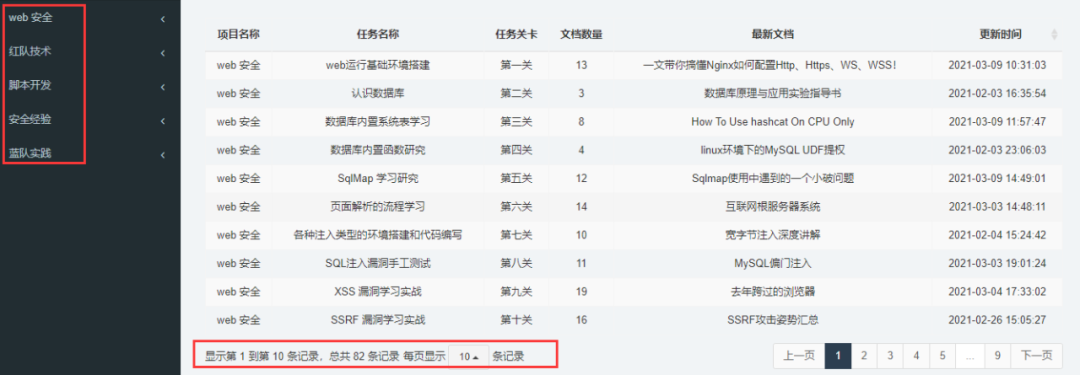 web 安全
红队技术
脚本开发
安全经验
蓝队实践
项目名称 任务名称 任务关卡 文档数量 最新文档 更新时间
web 安全 web运行基础环境搭建 第一关 13 一文带你搞懂Nginx如何配置Http、Https、WS、WSS! 2021-03-09 10:31:03
web 安全 认识数据库 第二关 3 数据库原理与应用实验指导书 2021-02-03 16:35:54
web 安全 数据库内置系统表学习 第三关 8 How To Use hashcat On CPU Only 2021-03-09 11:57:47
web 安全 数据库内置函数研究 第四关 4 linux环境下的MySQL UDF提权 2021-02-03 23:06:03
web 安全 SqlMap 学习研究 第五关 12 Sqlmap使用中遇到的一个小破问题 2021-03-09 14:49:01
web 安全 页面解析的流程学习 第六关 14 互联网根服务器系统 2021-03-03 14:48:11
web 安全 各种注入类型的环境搭建和代码编写 第七关 10 宽字节注入深度讲解 2021-02-04 15:24:42
web 安全 SQL注入漏洞手工测试 第八关 11 MySQL偏门注入 2021-03-03 19:01:24
web 安全 XSS 漏洞学习实战 第九关 19 去年跨过的浏览器 2021-03-04 17:33:02
web 安全 SSRF 漏洞学习实战 第十关 16 SSRF攻击姿势汇总 2021-02-26 15:05:27
显示第 1 到第 10 条记录，总共 82 条记录 每页显示 10 条记录
上一页 1 2 3 4 5 ... 9 下一页